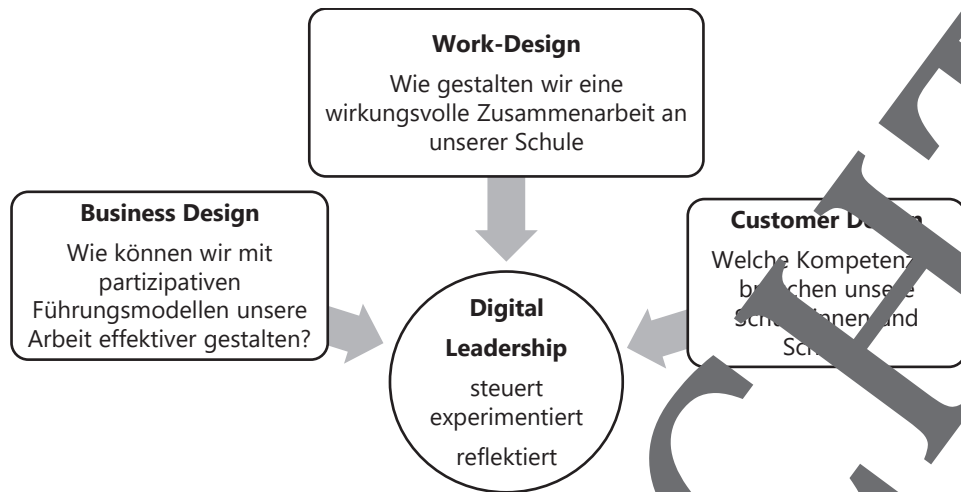 Work-Design
Wie gestalten wir eine
wirkungsvolle Zusammenarbeit an
unserer Schule
Business Design
Wie können wir mit
partizipativen
Führungsmodellen unsere
Arbeit effektiver gestalten?
Customer
Welche
unsere
und
Digital
Leadership
steuert
experimentiert
reflektiert